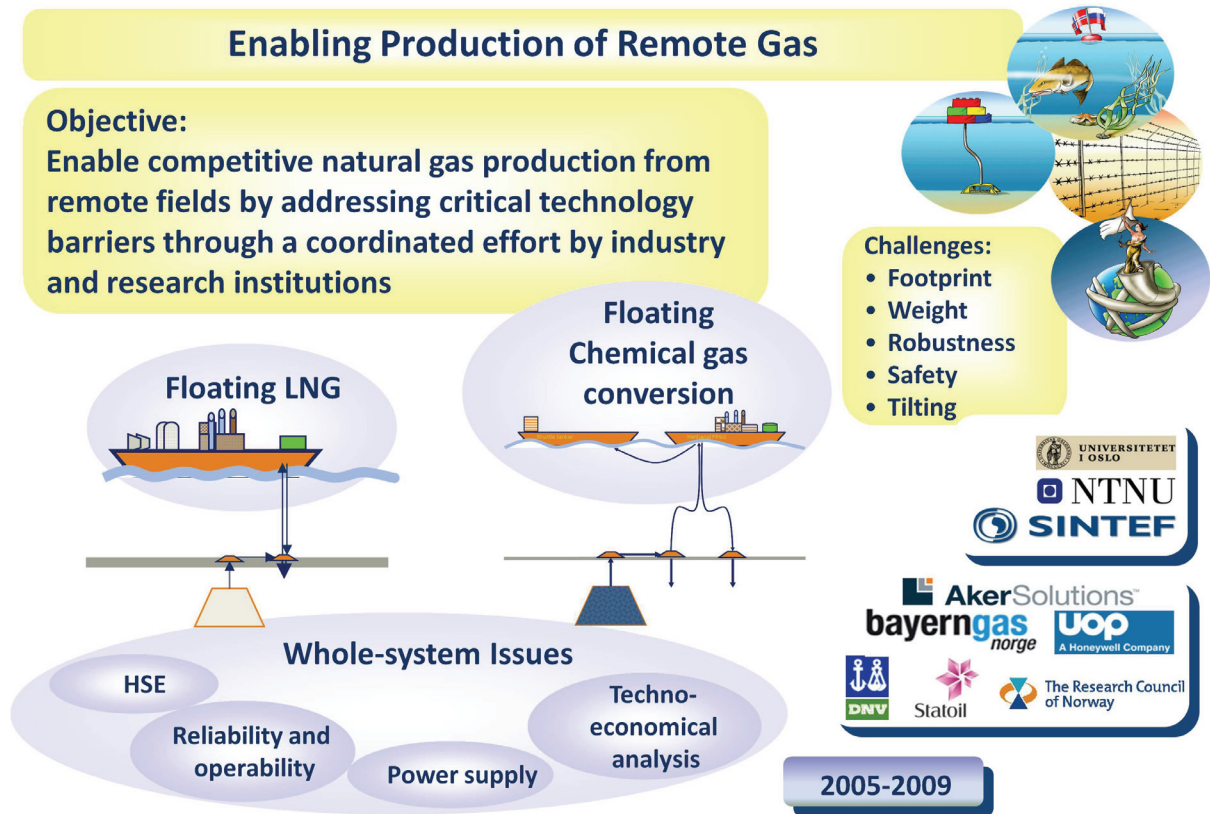 Enabling Production of Remote Gas
Objective:
Enable competitive natural gas production from
remote fields by addressing critical technology
barriers through a coordinated effort by industry
and research institutions
Challenges:
• Footprint
• Weight
• Robustness
• Safety
• Tilting
Floating LNG
Floating
Chemical gas
conversion
Whole-system Issues
HSE
Reliability and
operability
Power supply
Techno-
economical
analysis
UNIVERSITETET
I OSLO
NTNU
SINTEF
AkerSolutions™
bayerngas
norge
uop
A Honeywell Company
DNV
Statoil
The Research Council
of Norway
2005-2009